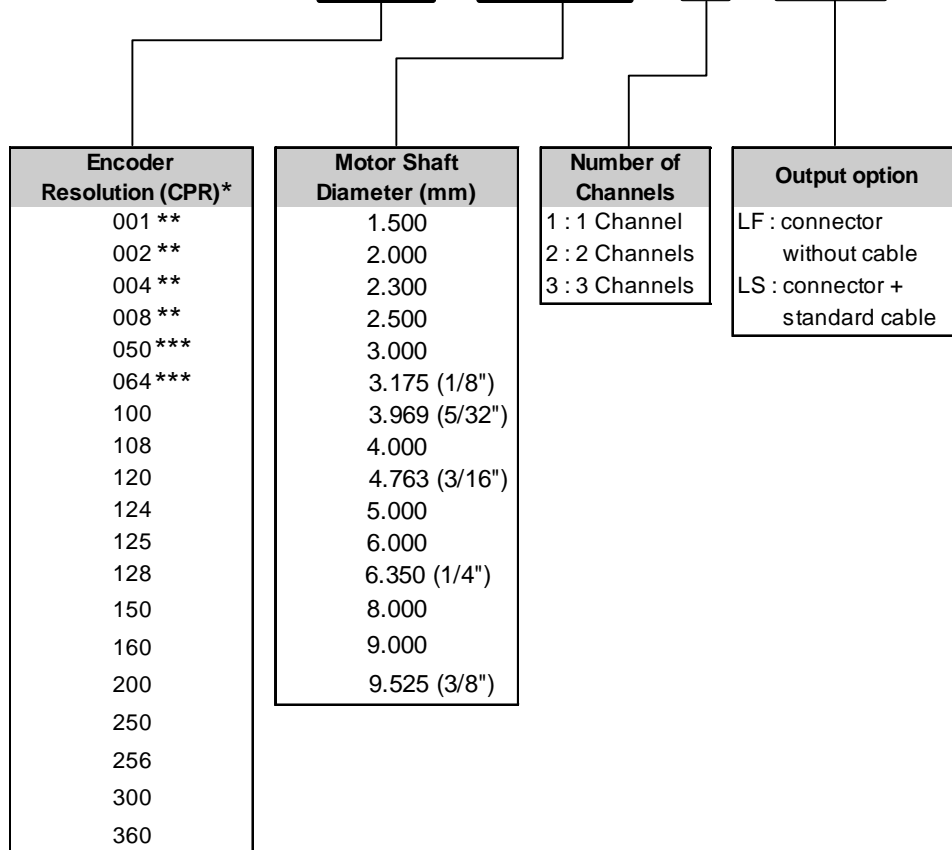 Encoder
Resolution (CPR)*
001 **
002 **
004 **
008 **
050 ***
064 ***
100
108
120
124
125
128
150
160
200
250
256
300
360
Motor Shaft
Diameter (mm)
1.500
2.000
2.300
2.500
3.000
3.175 (1/8")
3.969 (5/32")
4.000
4.763 (3/16")
5.000
6.000
6.350 (1/4")
8.000
9.000
9.525 (3/8")
Number of
Channels
1 : 1 Channel
2 : 2 Channels
3 : 3 Channels
Output option
LF : connector
without cable
LS : connector +
standard cable